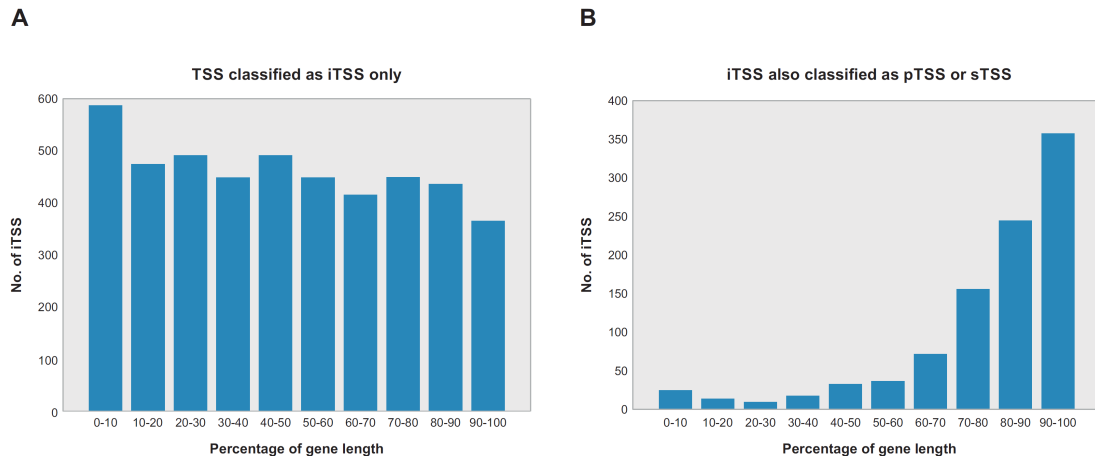 A
TSS classified as iTSS only
No. of iTSS
600
500
400
300
200
100
0
0-10 10-20 20-30 30-40 40-50 50-60 60-70 70-80 80-90 90-100
Percentage of gene length
B
iTSS also classified as pTSS or sTSS
No. of iTSS
400
350
300
250
200
150
100
50
0
0-10 10-20 20-30 30-40 40-50 50-60 60-70 70-80 80-90 90-100
Percentage of gene length